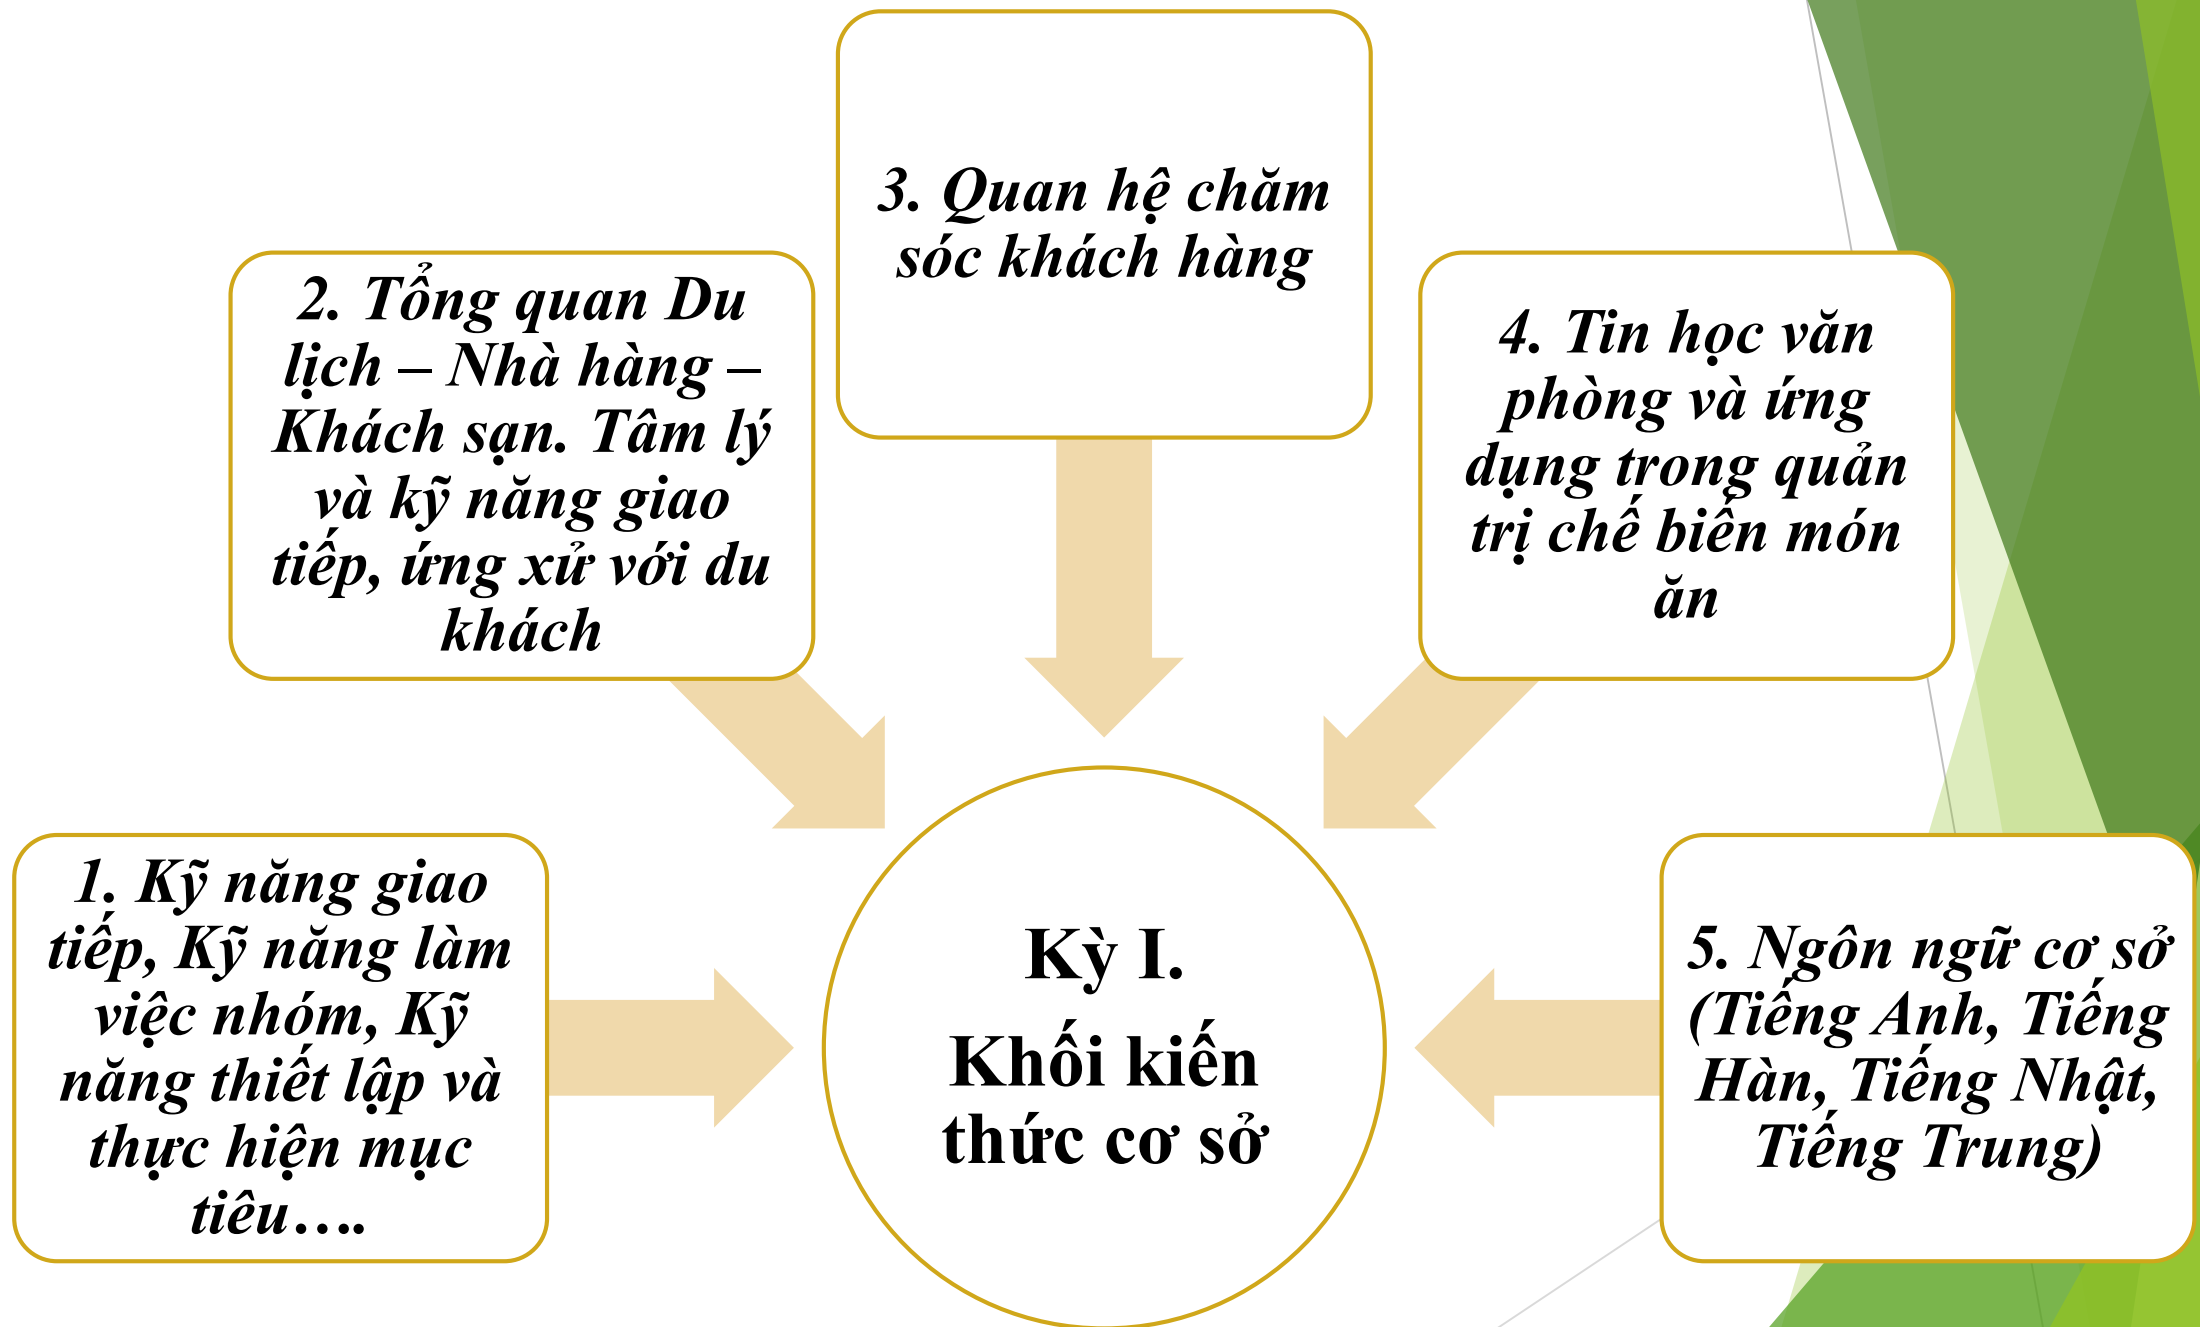 1. Kỹ năng giao
tiếp, Kỹ năng làm
việc nhóm, Kỹ
năng thiết lập và
thực hiện mục
tiêu….
2. Tổng quan Du
lịch – Nhà hàng –
Khách sạn. Tâm lý
và kỹ năng giao
tiếp, ứng xử với du
khách
3. Quan hệ chăm
sóc khách hàng
4. Tin học văn
phòng và ứng
dụng trong quản
trị chế biến món
ăn
5. Ngôn ngữ cơ sở
(Tiếng Anh, Tiếng
Hàn, Tiếng Nhật,
Tiếng Trung)
Kỳ I.
Khối kiến
thức cơ sở